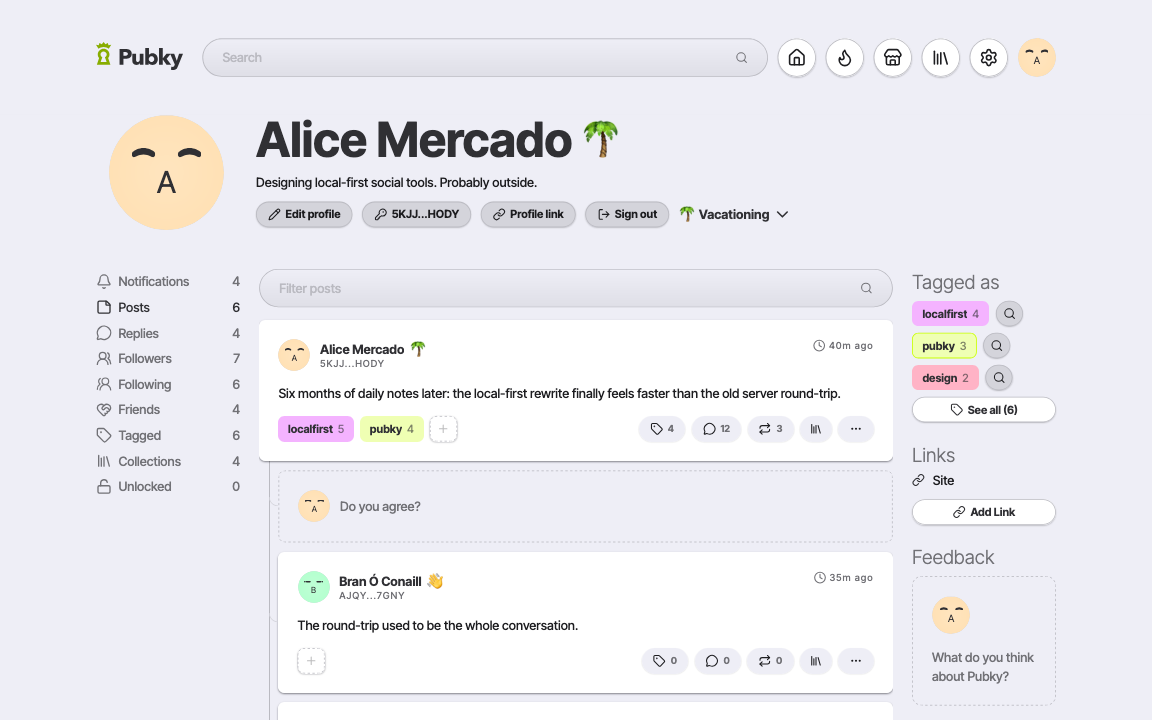 Pubky
Search
A
A
Alice Mercado 🌴
Designing local-first social tools. Probably outside.
Edit profile
5KJJ...HODY
Profile link
Sign out
🌴 Vacationing
Notifications 4
Posts 6
Replies 4
Followers 7
Following 6
Friends 4
Tagged 6
Collections 4
Unlocked 0
Filter posts
A
Alice Mercado 🌴
5KJJ...HODY
40m ago
Six months of daily notes later: the local-first rewrite finally feels faster than the old server round-trip.
localfirst 5
pubky 4
+
4
12
3
A
Do you agree?
B
Bran Ó Conaill 👋
AJQY...7GNY
35m ago
The round-trip used to be the whole conversation.
+
0
0
0
Tagged as
localfirst 4
pubky 3
design 2
See all (6)
Links
Site
Add Link
Feedback
A
What do you think
about Pubky?